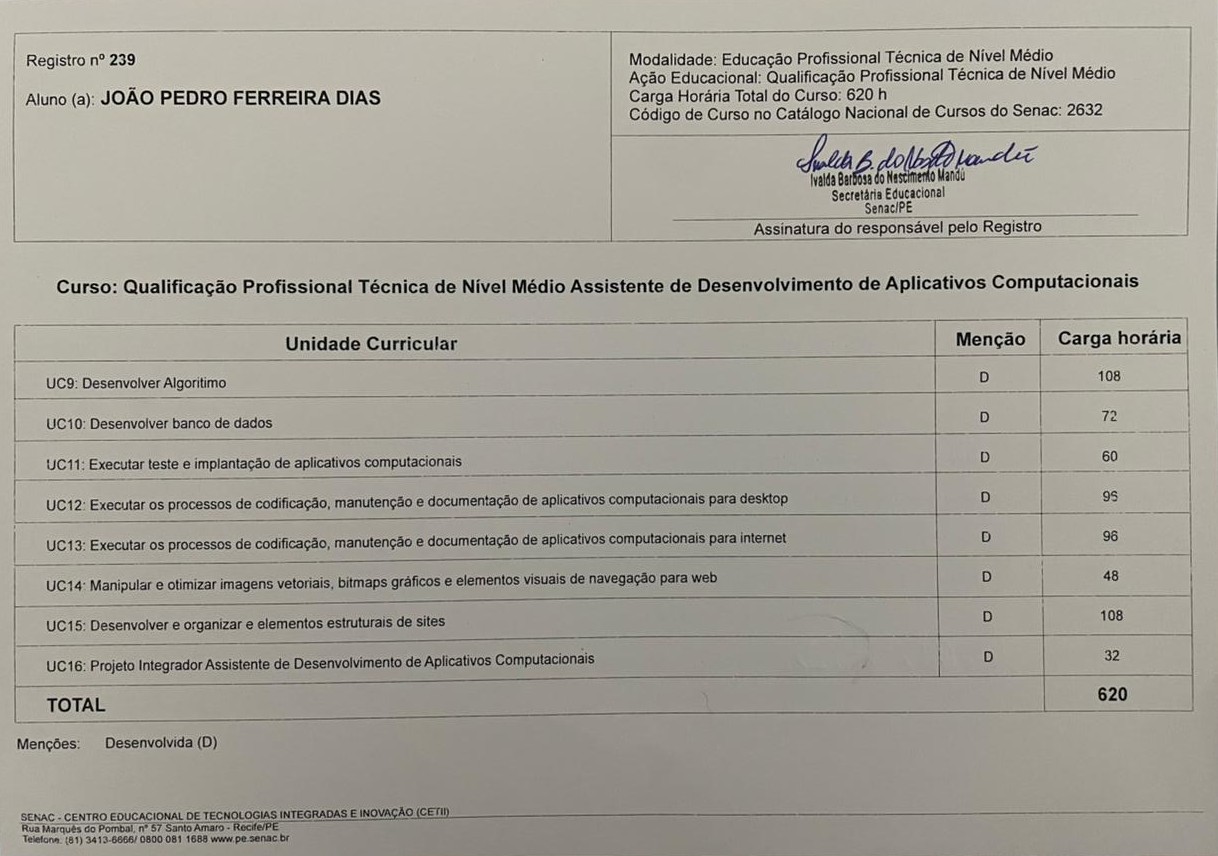 Registro nº 239
Aluno (a): JOÃO PEDRO FERREIRA DIAS
Modalidade: Educação Profissional Técnica de Nível Médio
Ação Educacional: Qualificação Profissional Técnica de Nível Médio
Carga Horária Total do Curso: 620 h
Código de Curso no Catálogo Nacional de Cursos do Senac: 2632
Ivalda Barbosa do Nascimento Mandú
Secretária Educacional
Senac/PE
Assinatura do responsável pelo Registro
Curso: Qualificação Profissional Técnica de Nível Médio Assistente de Desenvolvimento de Aplicativos Computacionais
Unidade Curricular Menção Carga horária
UC9: Desenvolver Algoritimo D 108
UC10: Desenvolver banco de dados D 72
UC11: Executar teste e implantação de aplicativos computacionais D 60
UC12: Executar os processos de codificação, manutenção e documentação de aplicativos computacionais para desktop D 96
UC13: Executar os processos de codificação, manutenção e documentação de aplicativos computacionais para internet D 96
UC14: Manipular e otimizar imagens vetoriais, bitmaps gráficos e elementos visuais de navegação para web D 48
UC15: Desenvolver e organizar e elementos estruturais de sites D 108
UC16: Projeto Integrador Assistente de Desenvolvimento de Aplicativos Computacionais D 32
TOTAL 620
Menções: Desenvolvida (D)
SENAC - CENTRO EDUCACIONAL DE TECNOLOGIAS INTEGRADAS E INOVAÇÃO (CETII)
Rua Marquês do Pombal, nº 57 Santo Amaro - Recife/PE
Telefone: (81) 3413-6666/ 0800 081 1688 www.pe.senac.br